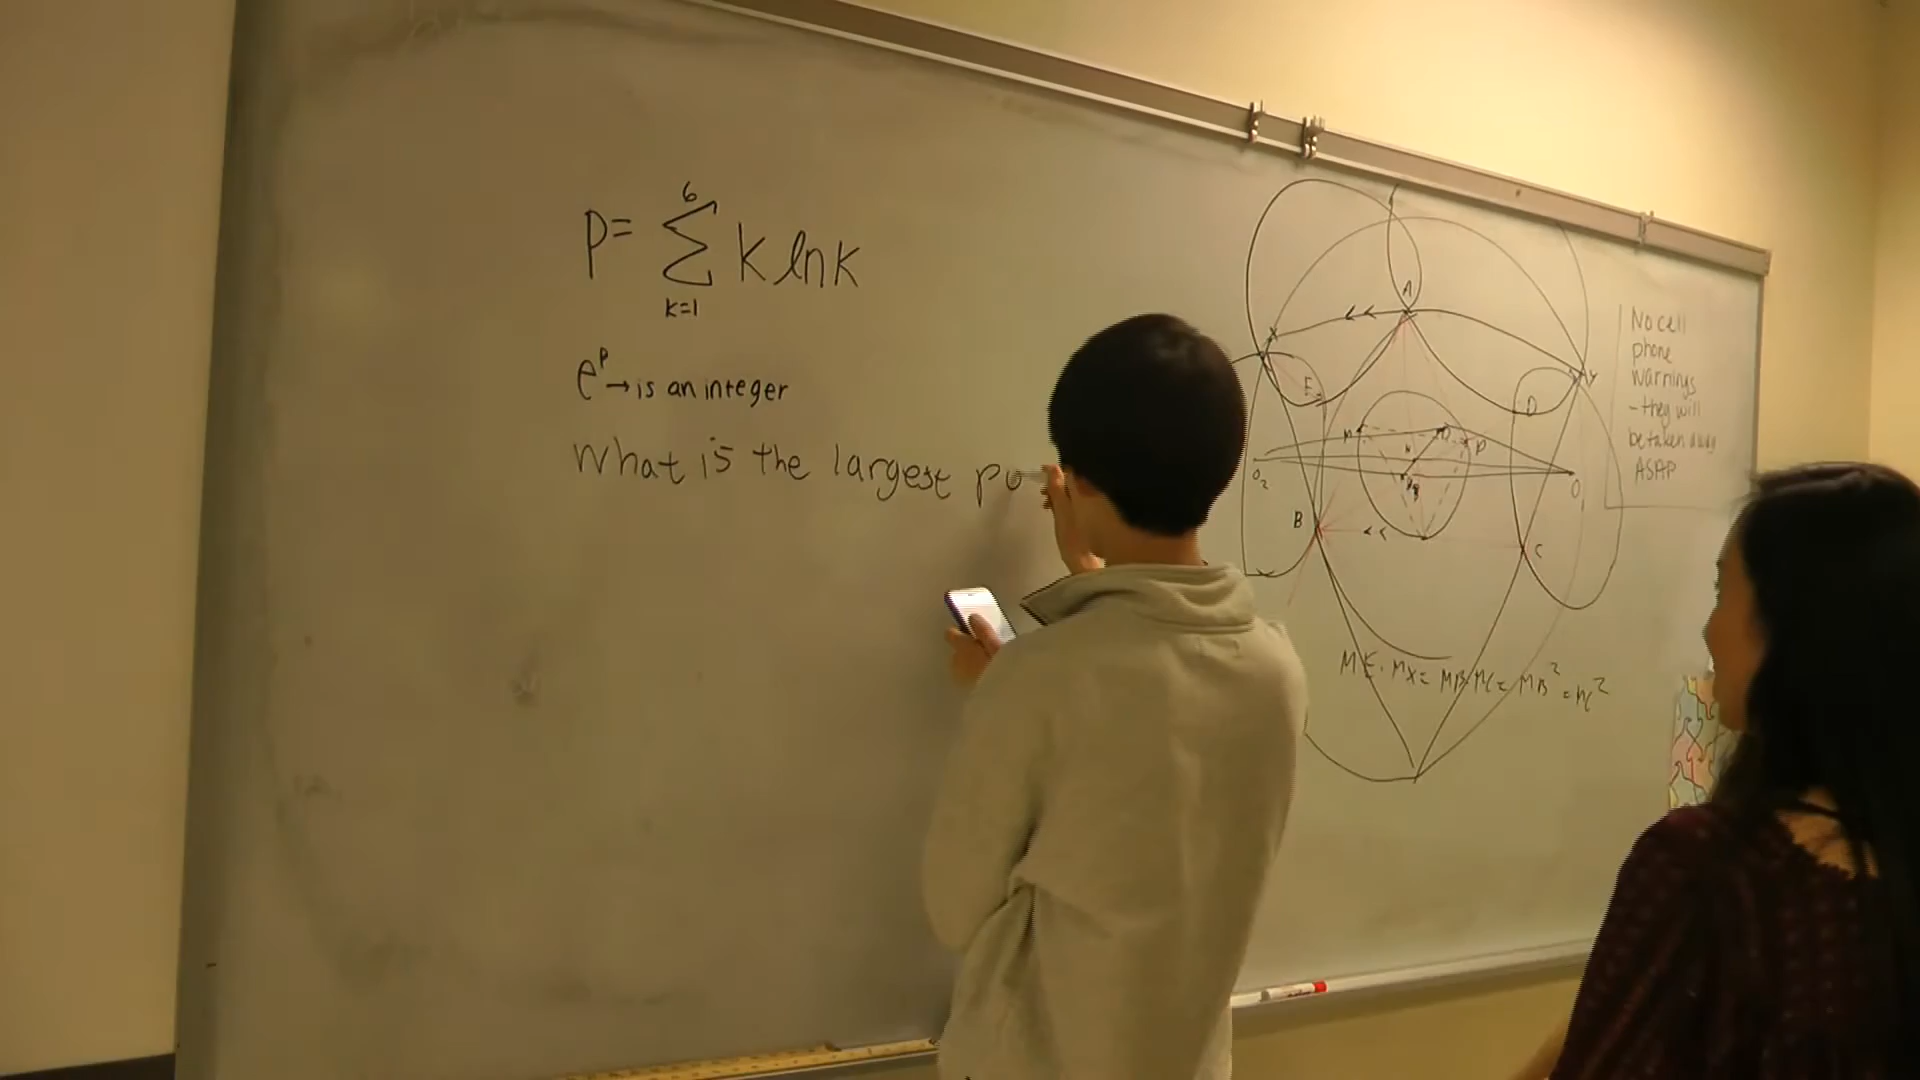 6
P= Σ k ln k
k=1
e^p → is an integer
What is the largest po
A
X
Y
E
D
M
O
P
N
O2
O
B
C
No cell
phone
warnings
- they will
be taken away
ASAP
ME · MX = MB · MC = MB² = MC²